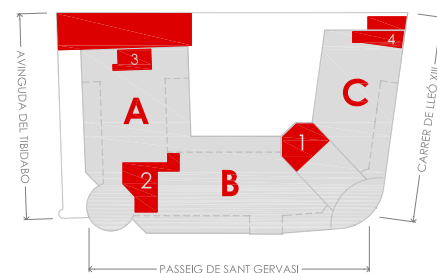 AVINGUDA DEL TIBIDABO
3
4
A
C
CARRER DE LLEÓ XIII
1
2
B
PASSEIG DE SANT GERVASI